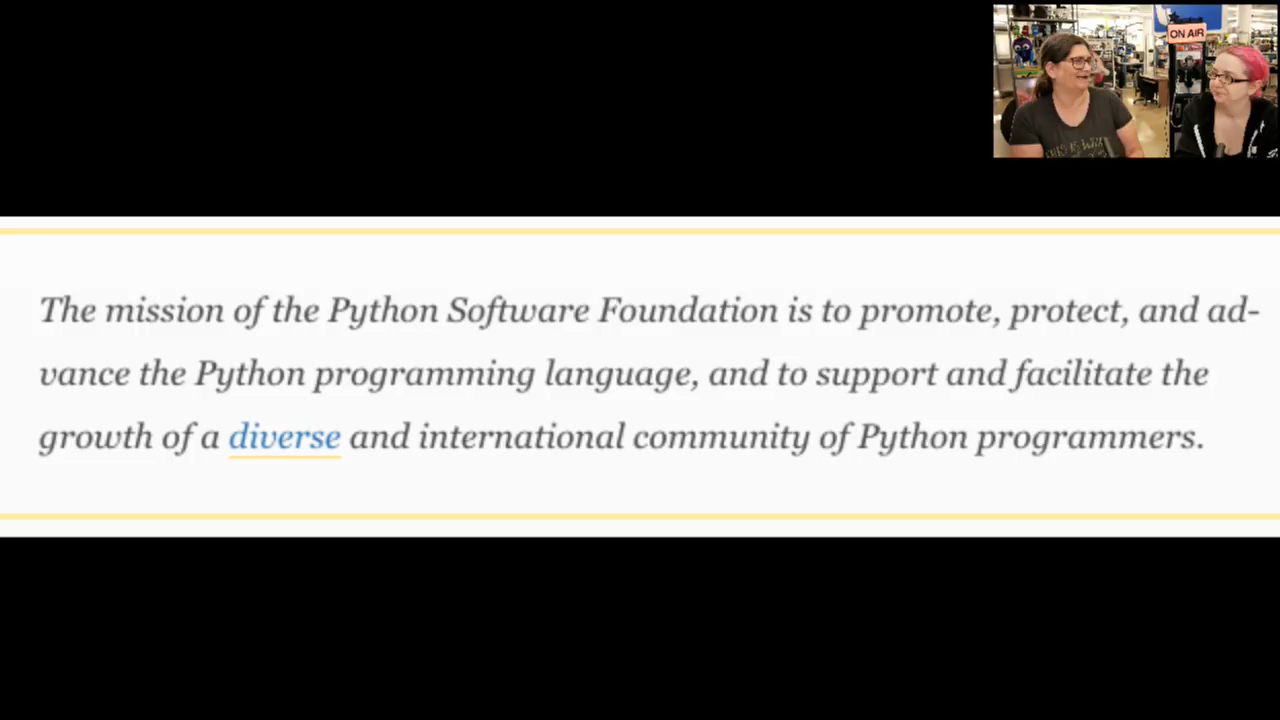 ON AIR
The mission of the Python Software Foundation is to promote, protect, and ad-
vance the Python programming language, and to support and facilitate the
growth of a diverse and international community of Python programmers.